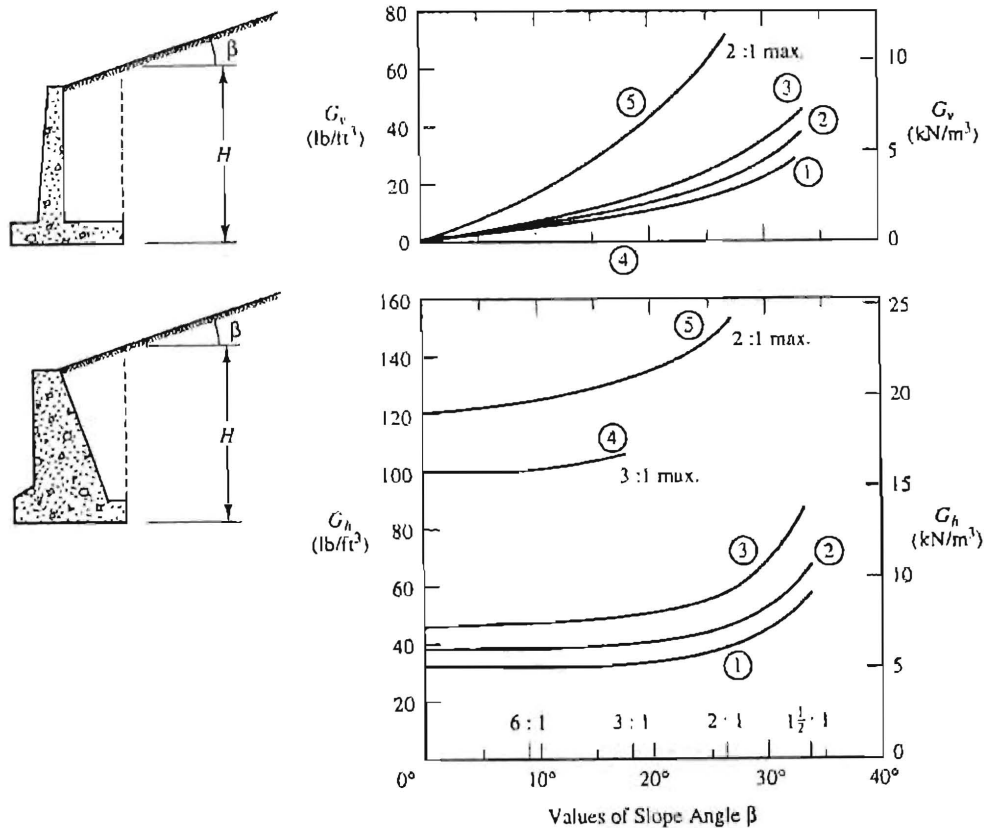 β
H
β
H
80
60
40
20
0
G_v
(lb/ft³)
2 :1 max.
5
3
2
1
4
10
5
0
G_v
(kN/m³)
160
140
120
100
80
60
40
20
G_h
(lb/ft³)
5
2 :1 max.
4
3 :1 max.
3
2
1
6 : 1
3 : 1
2 · 1
1½ · 1
25
20
15
10
5
0
G_h
(kN/m³)
0°
10°
20°
30°
40°
Values of Slope Angle β